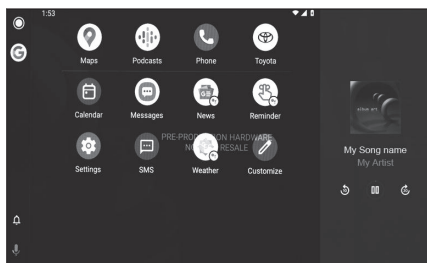 1:53
G
Maps
Podcasts
Phone
Toyota
Calendar
Messages
News
Reminder
PRE-PRODUCTION HARDWARE
NOT RESALE
Settings
SMS
Weather
Customize
My Song name
My Artist